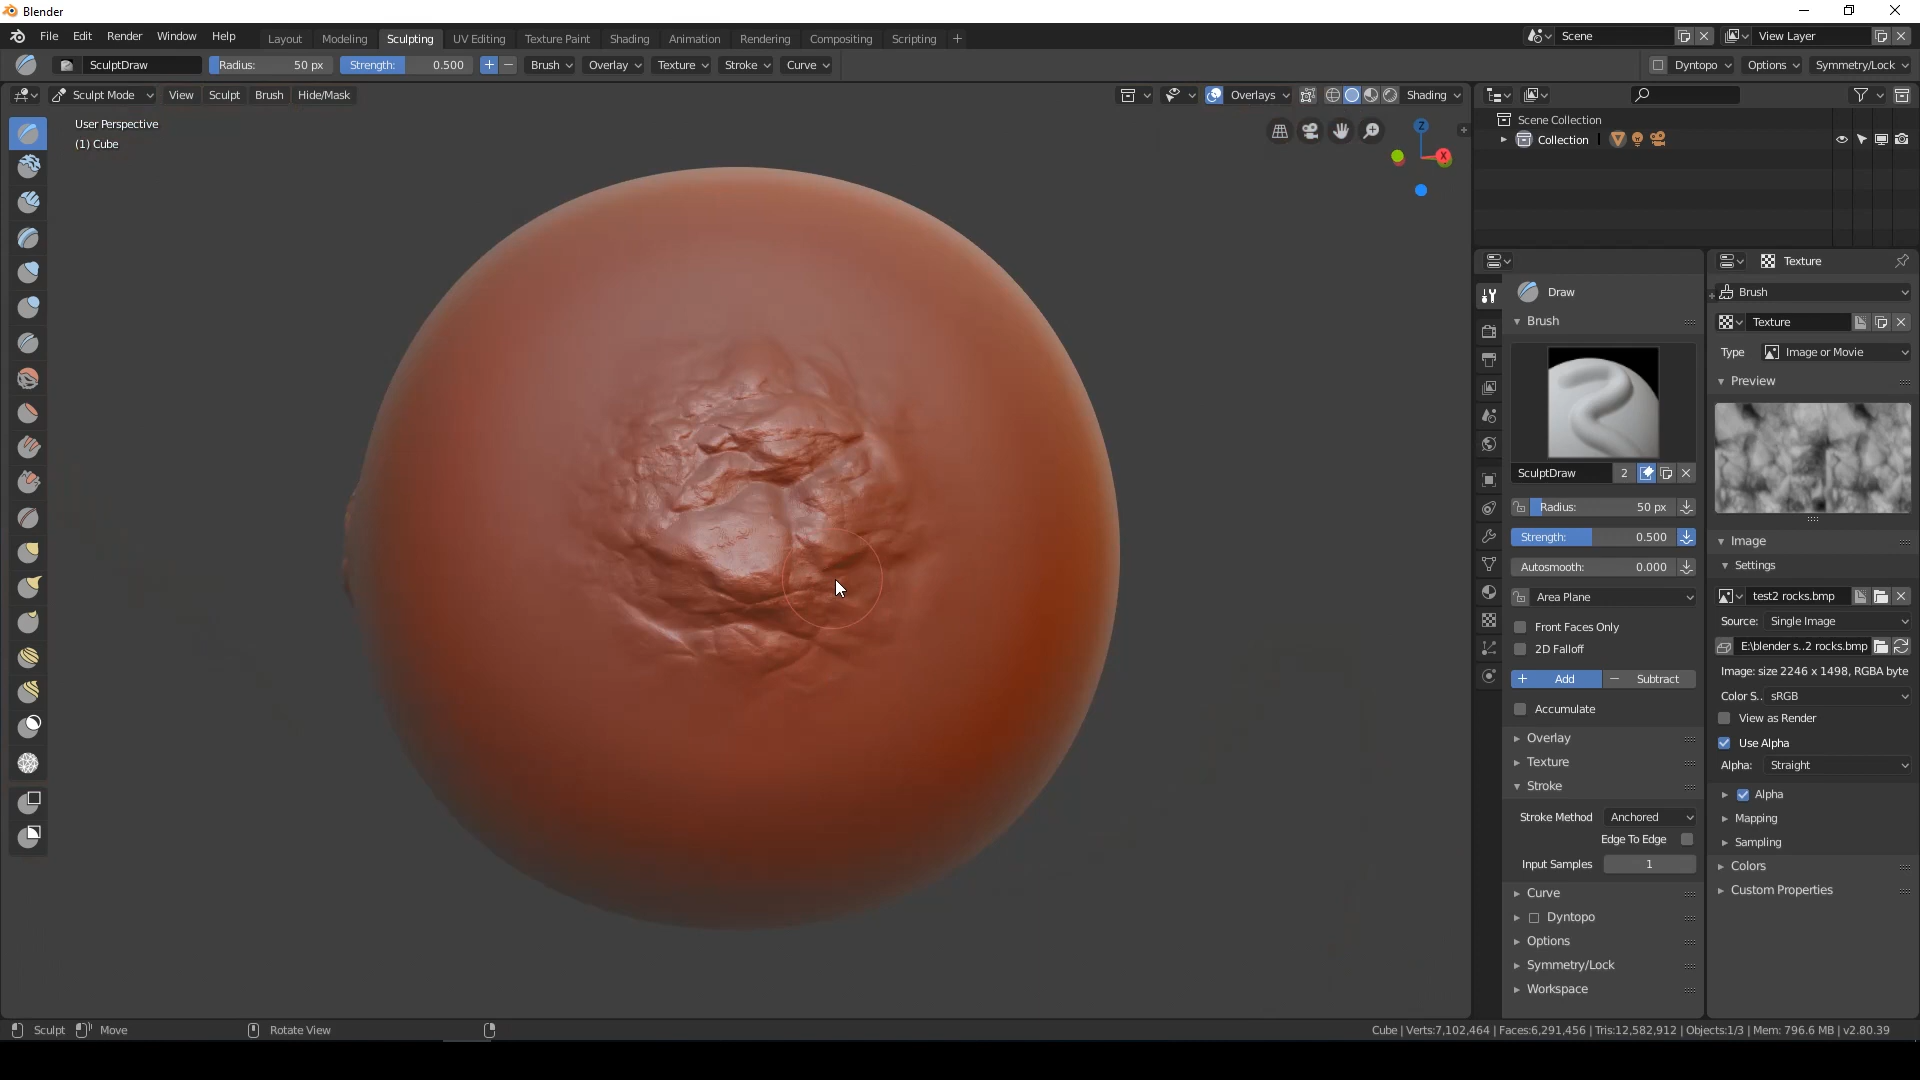 Blender
File Edit Render Window Help Layout Modeling Sculpting UV Editing Texture Paint Shading Animation Rendering Compositing Scripting + Scene View Layer
SculptDraw Radius: 50 px Strength: 0.500 + − Brush Overlay Texture Stroke Curve Dyntopo Options Symmetry/Lock
Sculpt Mode View Sculpt Brush Hide/Mask Overlays Shading
User Perspective
(1) Cube
Z
X
Scene Collection
Collection
Draw
Brush
SculptDraw 2
Radius: 50 px
Strength: 0.500
Autosmooth: 0.000
Area Plane
Front Faces Only
2D Falloff
+ Add − Subtract
Accumulate
Overlay
Texture
Stroke
Stroke Method Anchored
Edge To Edge
Input Samples 1
Curve
Dyntopo
Options
Symmetry/Lock
Workspace
Texture
Brush
Texture
Type Image or Movie
Preview
Image
Settings
test2 rocks.bmp
Source: Single Image
E:\blender s..2 rocks.bmp
Image: size 2246 x 1498, RGBA byte
Color S.. sRGB
View as Render
Use Alpha
Alpha: Straight
Alpha
Mapping
Sampling
Colors
Custom Properties
Sculpt Move Rotate View Cube | Verts:7,102,464 | Faces:6,291,456 | Tris:12,582,912 | Objects:1/3 | Mem: 796.6 MB | v2.80.39